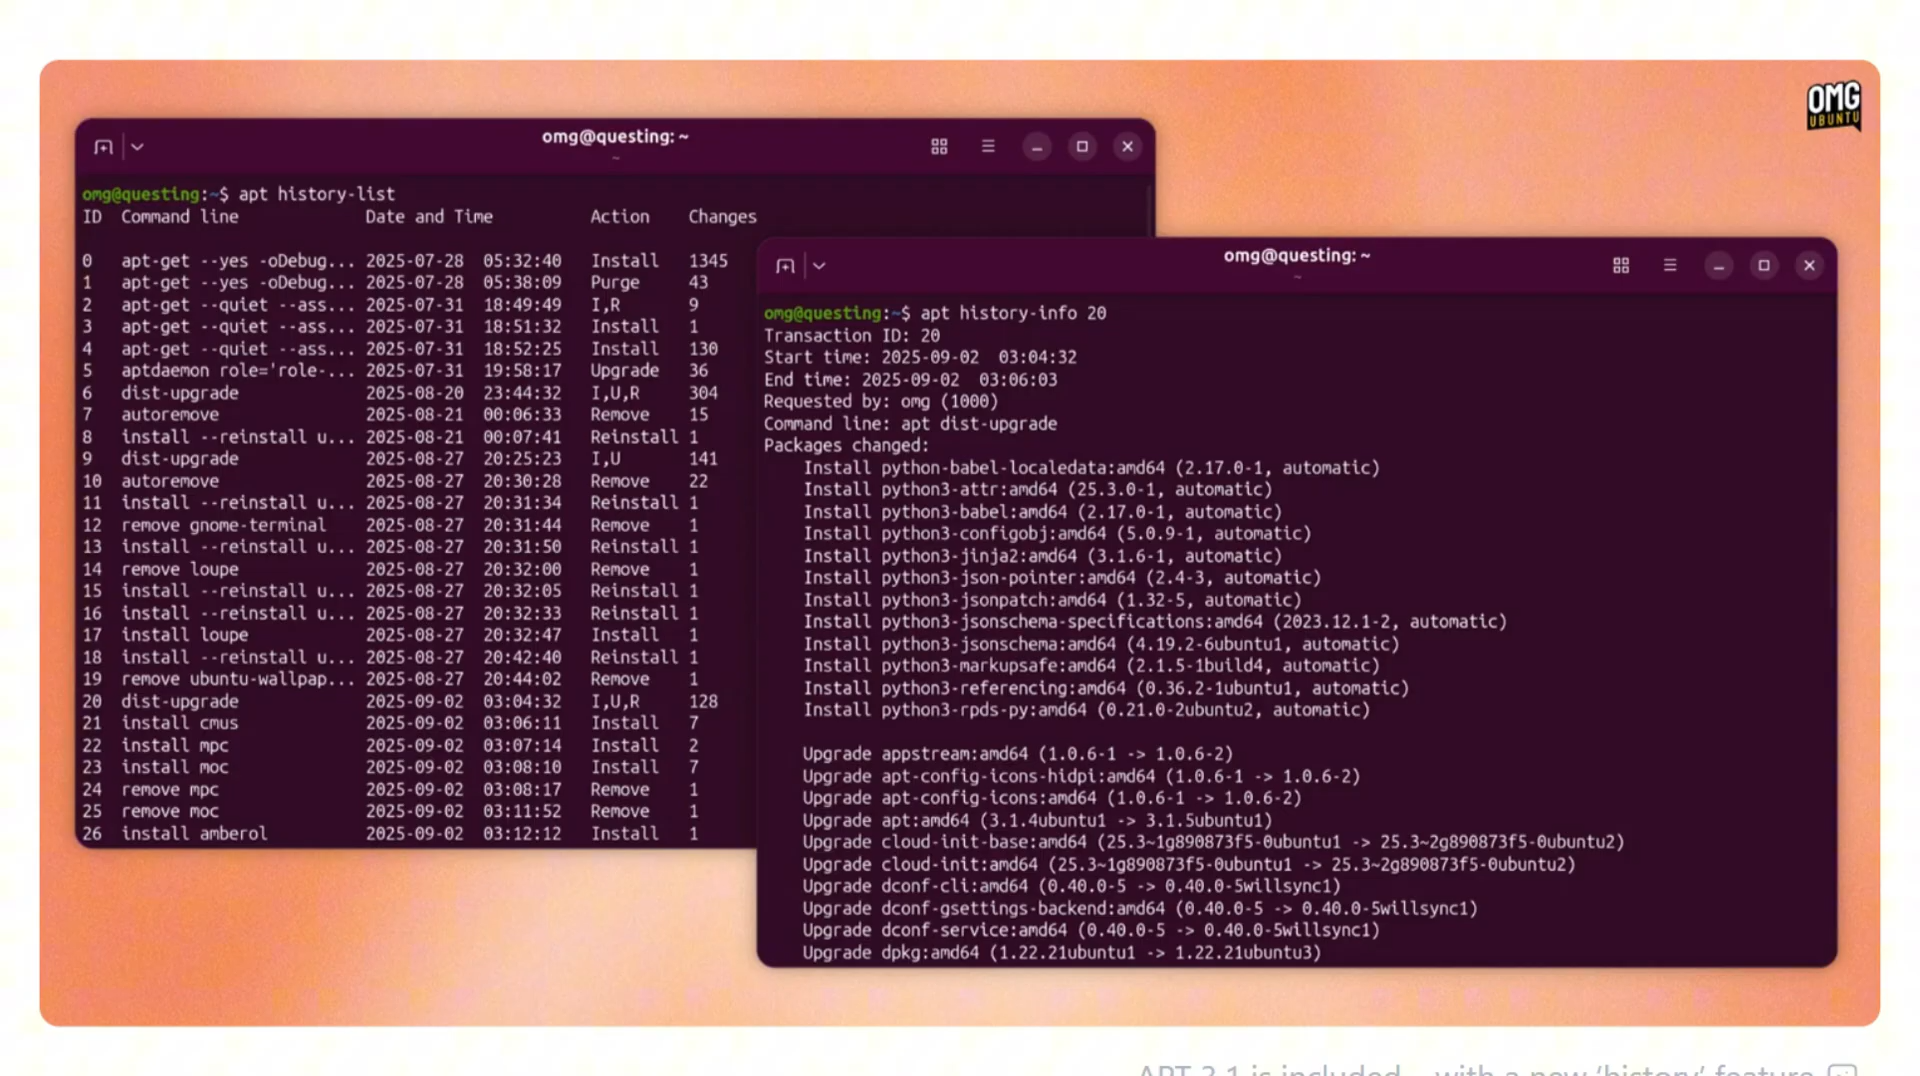 OMG
UBUNTU
omg@questing: ~
~
omg@questing:~$ apt history-list
ID Command line Date and Time Action Changes
0 apt-get --yes -oDebug... 2025-07-28 05:32:40 Install 1345
1 apt-get --yes -oDebug... 2025-07-28 05:38:09 Purge 43
2 apt-get --quiet --ass... 2025-07-31 18:49:49 I,R 9
3 apt-get --quiet --ass... 2025-07-31 18:51:32 Install 1
4 apt-get --quiet --ass... 2025-07-31 18:52:25 Install 130
5 aptdaemon role='role-... 2025-07-31 19:58:17 Upgrade 36
6 dist-upgrade 2025-08-20 23:44:32 I,U,R 304
7 autoremove 2025-08-21 00:06:33 Remove 15
8 install --reinstall u... 2025-08-21 00:07:41 Reinstall 1
9 dist-upgrade 2025-08-27 20:25:23 I,U 141
10 autoremove 2025-08-27 20:30:28 Remove 22
11 install --reinstall u... 2025-08-27 20:31:34 Reinstall 1
12 remove gnome-terminal 2025-08-27 20:31:44 Remove 1
13 install --reinstall u... 2025-08-27 20:31:50 Reinstall 1
14 remove loupe 2025-08-27 20:32:00 Remove 1
15 install --reinstall u... 2025-08-27 20:32:05 Reinstall 1
16 install --reinstall u... 2025-08-27 20:32:33 Reinstall 1
17 install loupe 2025-08-27 20:32:47 Install 1
18 install --reinstall u... 2025-08-27 20:42:40 Reinstall 1
19 remove ubuntu-wallpap... 2025-08-27 20:44:02 Remove 1
20 dist-upgrade 2025-09-02 03:04:32 I,U,R 128
21 install cmus 2025-09-02 03:06:11 Install 7
22 install mpc 2025-09-02 03:07:14 Install 2
23 install moc 2025-09-02 03:08:10 Install 7
24 remove mpc 2025-09-02 03:08:17 Remove 1
25 remove moc 2025-09-02 03:11:52 Remove 1
26 install amberol 2025-09-02 03:12:12 Install 1
omg@questing: ~
~
omg@questing:~$ apt history-info 20
Transaction ID: 20
Start time: 2025-09-02 03:04:32
End time: 2025-09-02 03:06:03
Requested by: omg (1000)
Command line: apt dist-upgrade
Packages changed:
Install python-babel-localedata:amd64 (2.17.0-1, automatic)
Install python3-attr:amd64 (25.3.0-1, automatic)
Install python3-babel:amd64 (2.17.0-1, automatic)
Install python3-configobj:amd64 (5.0.9-1, automatic)
Install python3-jinja2:amd64 (3.1.6-1, automatic)
Install python3-json-pointer:amd64 (2.4-3, automatic)
Install python3-jsonpatch:amd64 (1.32-5, automatic)
Install python3-jsonschema-specifications:amd64 (2023.12.1-2, automatic)
Install python3-jsonschema:amd64 (4.19.2-6ubuntu1, automatic)
Install python3-markupsafe:amd64 (2.1.5-1build4, automatic)
Install python3-referencing:amd64 (0.36.2-1ubuntu1, automatic)
Install python3-rpds-py:amd64 (0.21.0-2ubuntu2, automatic)
Upgrade appstream:amd64 (1.0.6-1 -> 1.0.6-2)
Upgrade apt-config-icons-hidpi:amd64 (1.0.6-1 -> 1.0.6-2)
Upgrade apt-config-icons:amd64 (1.0.6-1 -> 1.0.6-2)
Upgrade apt:amd64 (3.1.4ubuntu1 -> 3.1.5ubuntu1)
Upgrade cloud-init-base:amd64 (25.3~1g890873f5-0ubuntu1 -> 25.3~2g890873f5-0ubuntu2)
Upgrade cloud-init:amd64 (25.3~1g890873f5-0ubuntu1 -> 25.3~2g890873f5-0ubuntu2)
Upgrade dconf-cli:amd64 (0.40.0-5 -> 0.40.0-5willsync1)
Upgrade dconf-gsettings-backend:amd64 (0.40.0-5 -> 0.40.0-5willsync1)
Upgrade dconf-service:amd64 (0.40.0-5 -> 0.40.0-5willsync1)
Upgrade dpkg:amd64 (1.22.21ubuntu1 -> 1.22.21ubuntu3)
APT 3.1 is included – with a new ‘history’ feature